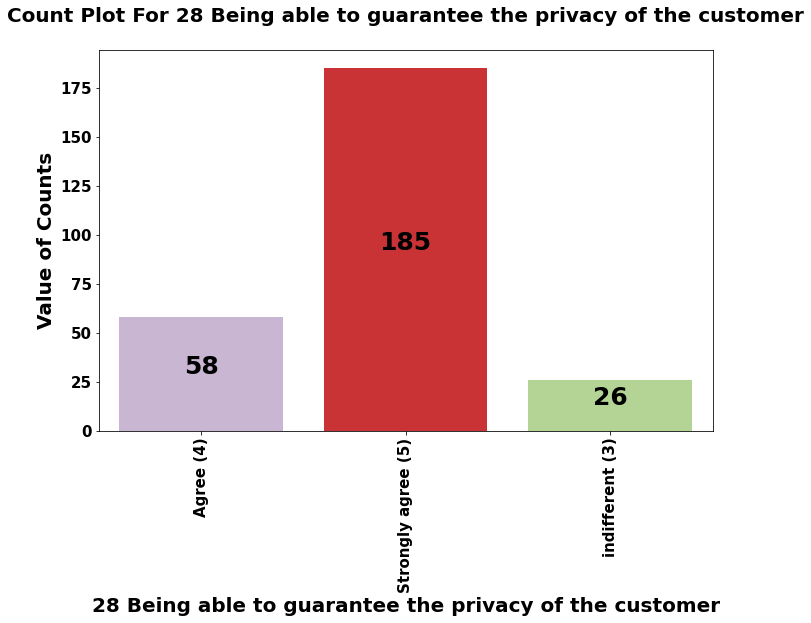 Count Plot For 28 Being able to guarantee the privacy of the customer
Value of Counts
175
150
125
100
75
50
25
0
58
185
26
Agree (4)
Strongly agree (5)
indifferent (3)
28 Being able to guarantee the privacy of the customer